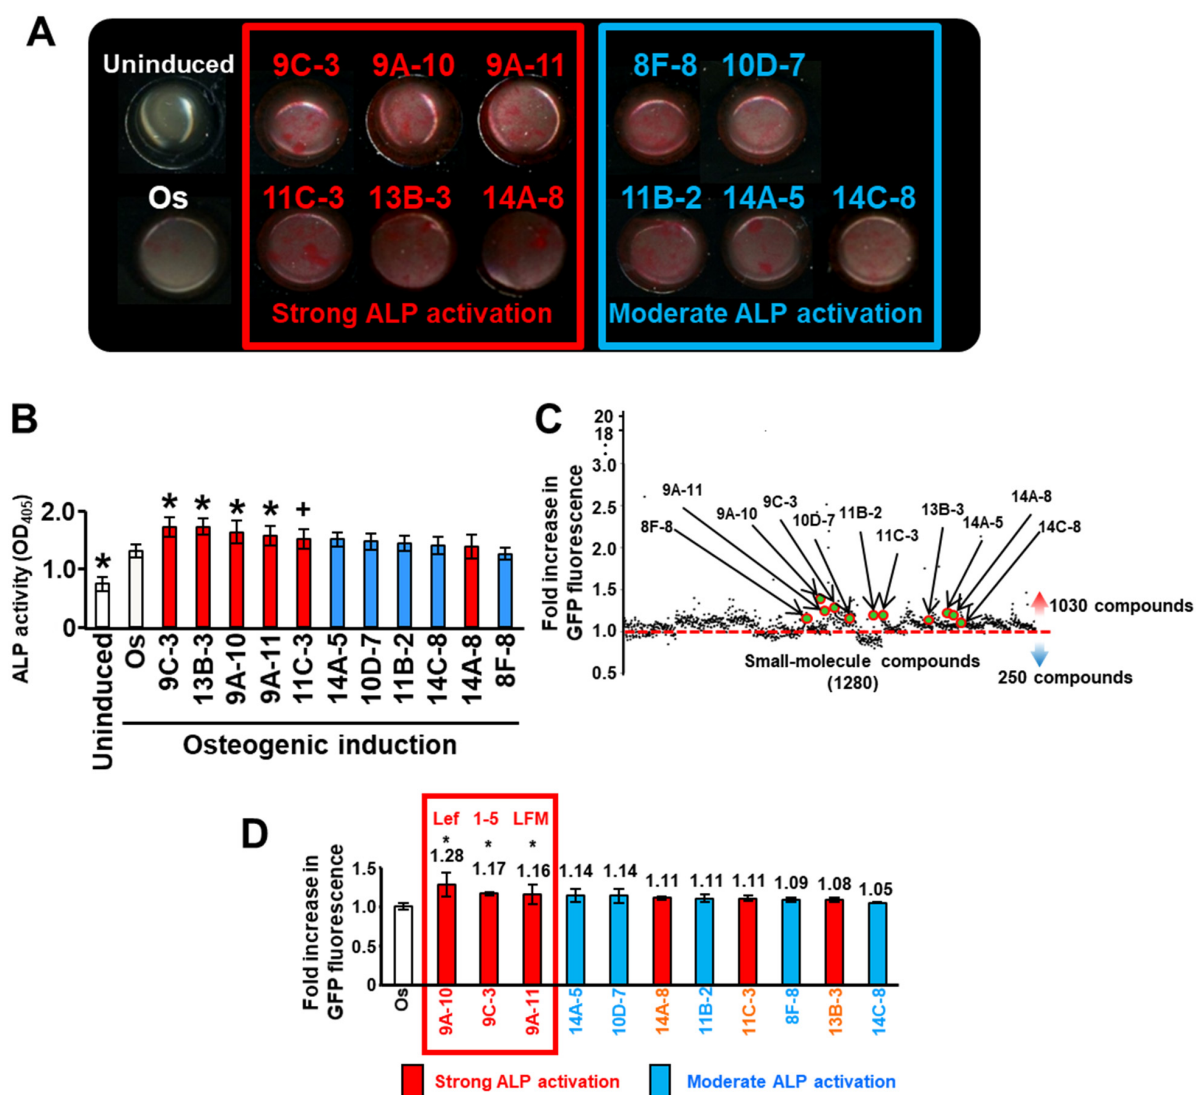 A
Uninduced
9C-3 9A-10 9A-11
8F-8 10D-7
Os
11C-3 13B-3 14A-8
11B-2 14A-5 14C-8
Strong ALP activation
Moderate ALP activation
B
ALP activity (OD405)
2.0
1.0
0
* * * * * +
Uninduced
Os
9C-3
13B-3
9A-10
9A-11
11C-3
14A-5
10D-7
11B-2
14C-8
14A-8
8F-8
Osteogenic induction
C
Fold increase in
GFP fluorescence
20
18
3.0
2.5
2.0
1.5
1.0
0.5
9A-11
8F-8
9A-10
9C-3
10D-7
11B-2
11C-3
13B-3
14A-5
14A-8
14C-8
1030 compounds
250 compounds
Small-molecule compounds
(1280)
D
Fold increase in
GFP fluorescence
1.5
1.0
0.5
0
Lef 1-5 LFM
* * *
1.28 1.17 1.16 1.14 1.14 1.11 1.11 1.11 1.09 1.08 1.05
Os
9A-10
9C-3
9A-11
14A-5
10D-7
14A-8
11B-2
11C-3
8F-8
13B-3
14C-8
Strong ALP activation
Moderate ALP activation